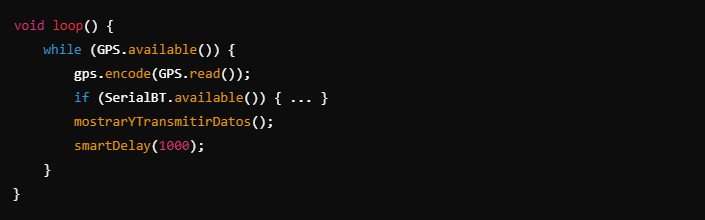 void loop() {
    while (GPS.available()) {
        gps.encode(GPS.read());
        if (SerialBT.available()) { ... }
        mostrarYTransmitirDatos();
        smartDelay(1000);
    }
}